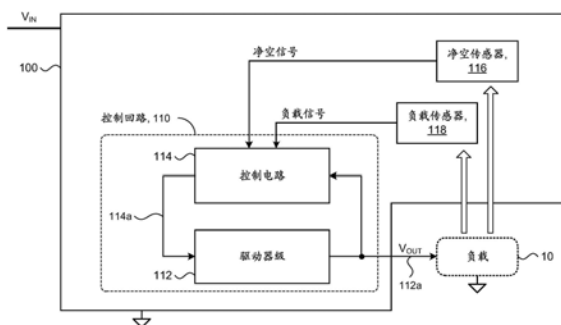 V_IN
100
净空信号
净空传感器,
116
负载信号
负载传感器,
118
控制回路, 110
114
控制电路
114a
驱动器级
112
V_OUT
112a
负载
10